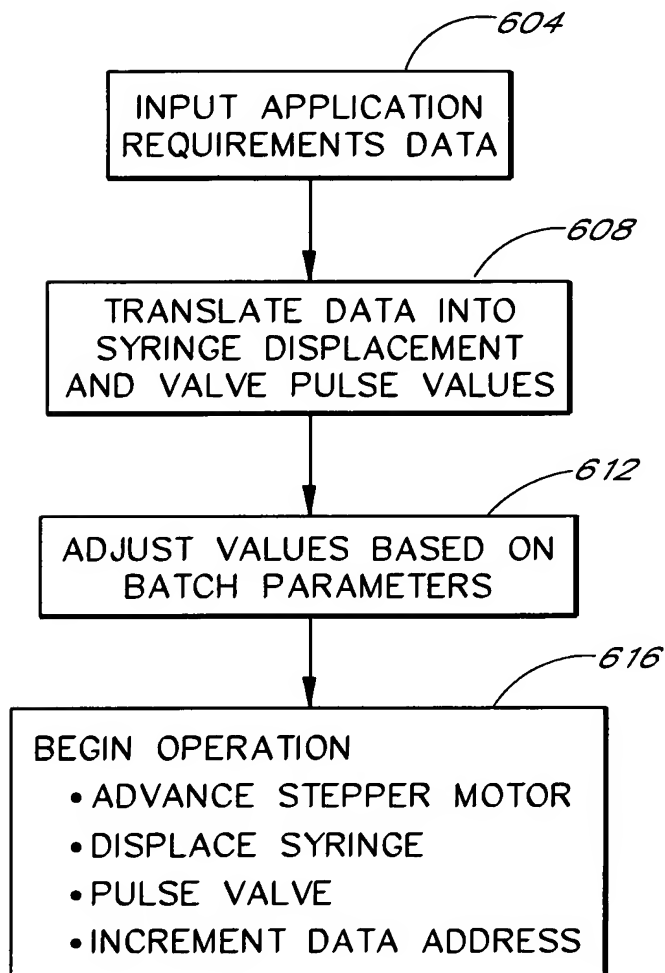 604
INPUT APPLICATION
REQUIREMENTS DATA
608
TRANSLATE DATA INTO
SYRINGE DISPLACEMENT
AND VALVE PULSE VALUES
612
ADJUST VALUES BASED ON
BATCH PARAMETERS
616
BEGIN OPERATION
• ADVANCE STEPPER MOTOR
• DISPLACE SYRINGE
• PULSE VALVE
• INCREMENT DATA ADDRESS